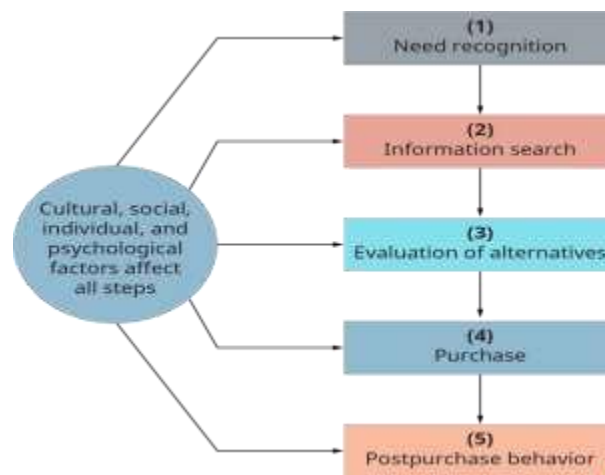 (1)
Need recognition
(2)
Information search
Cultural, social,
individual, and
psychological
factors affect
all steps
(3)
Evaluation of alternatives
(4)
Purchase
(5)
Postpurchase behavior